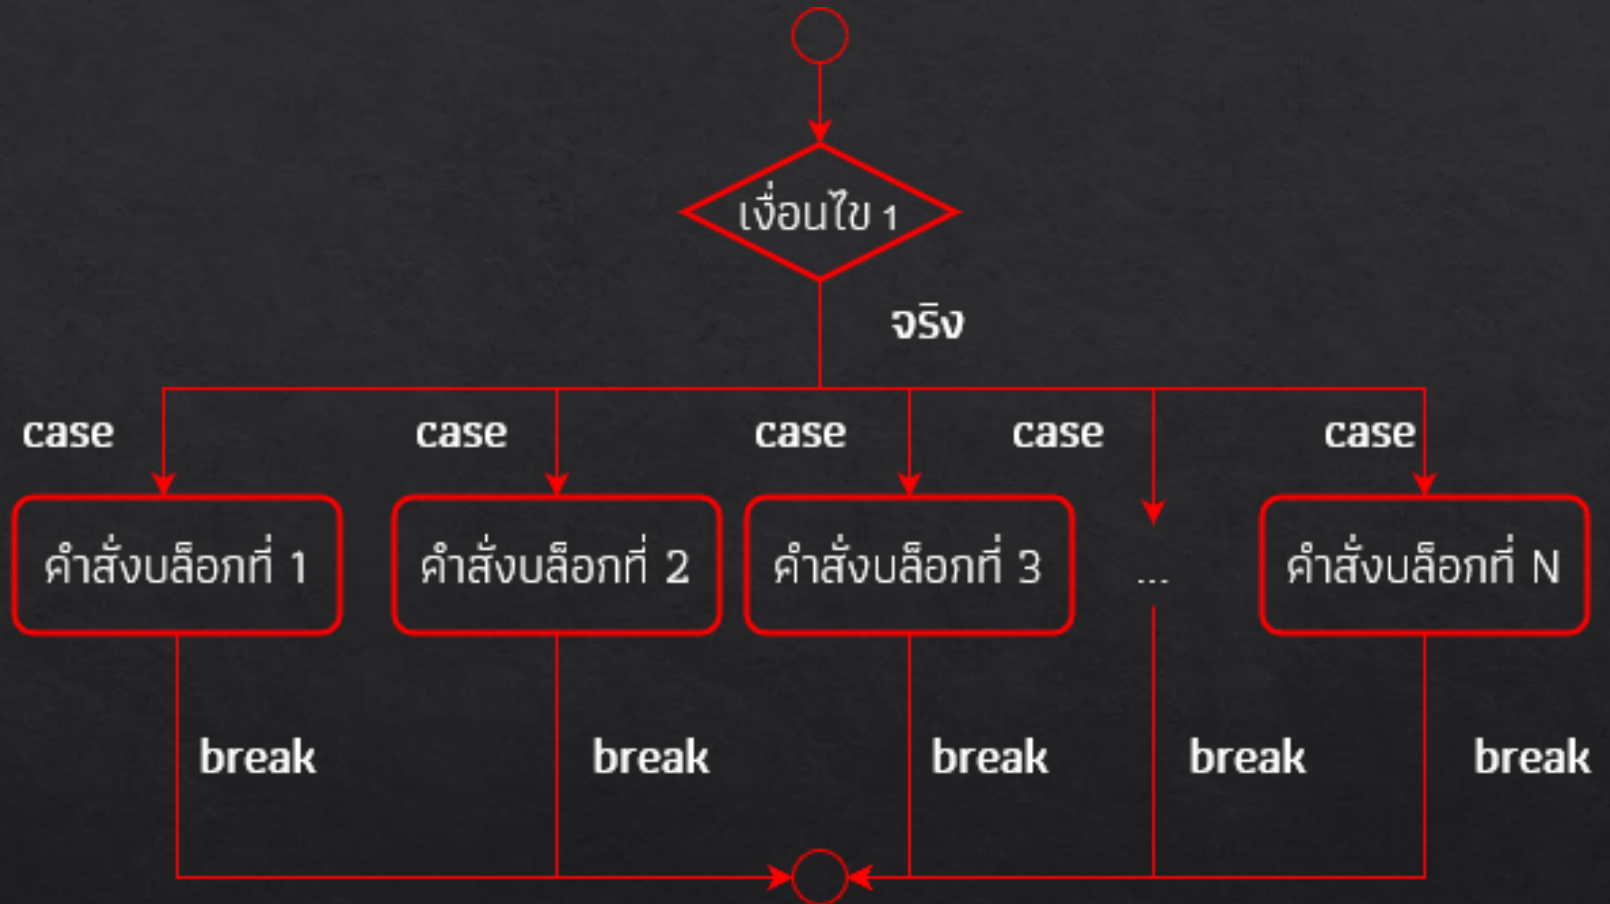 เงื่อนไข 1
จริง
case case case case case
คำสั่งบล็อกที่ 1 คำสั่งบล็อกที่ 2 คำสั่งบล็อกที่ 3 ... คำสั่งบล็อกที่ N
break break break break break